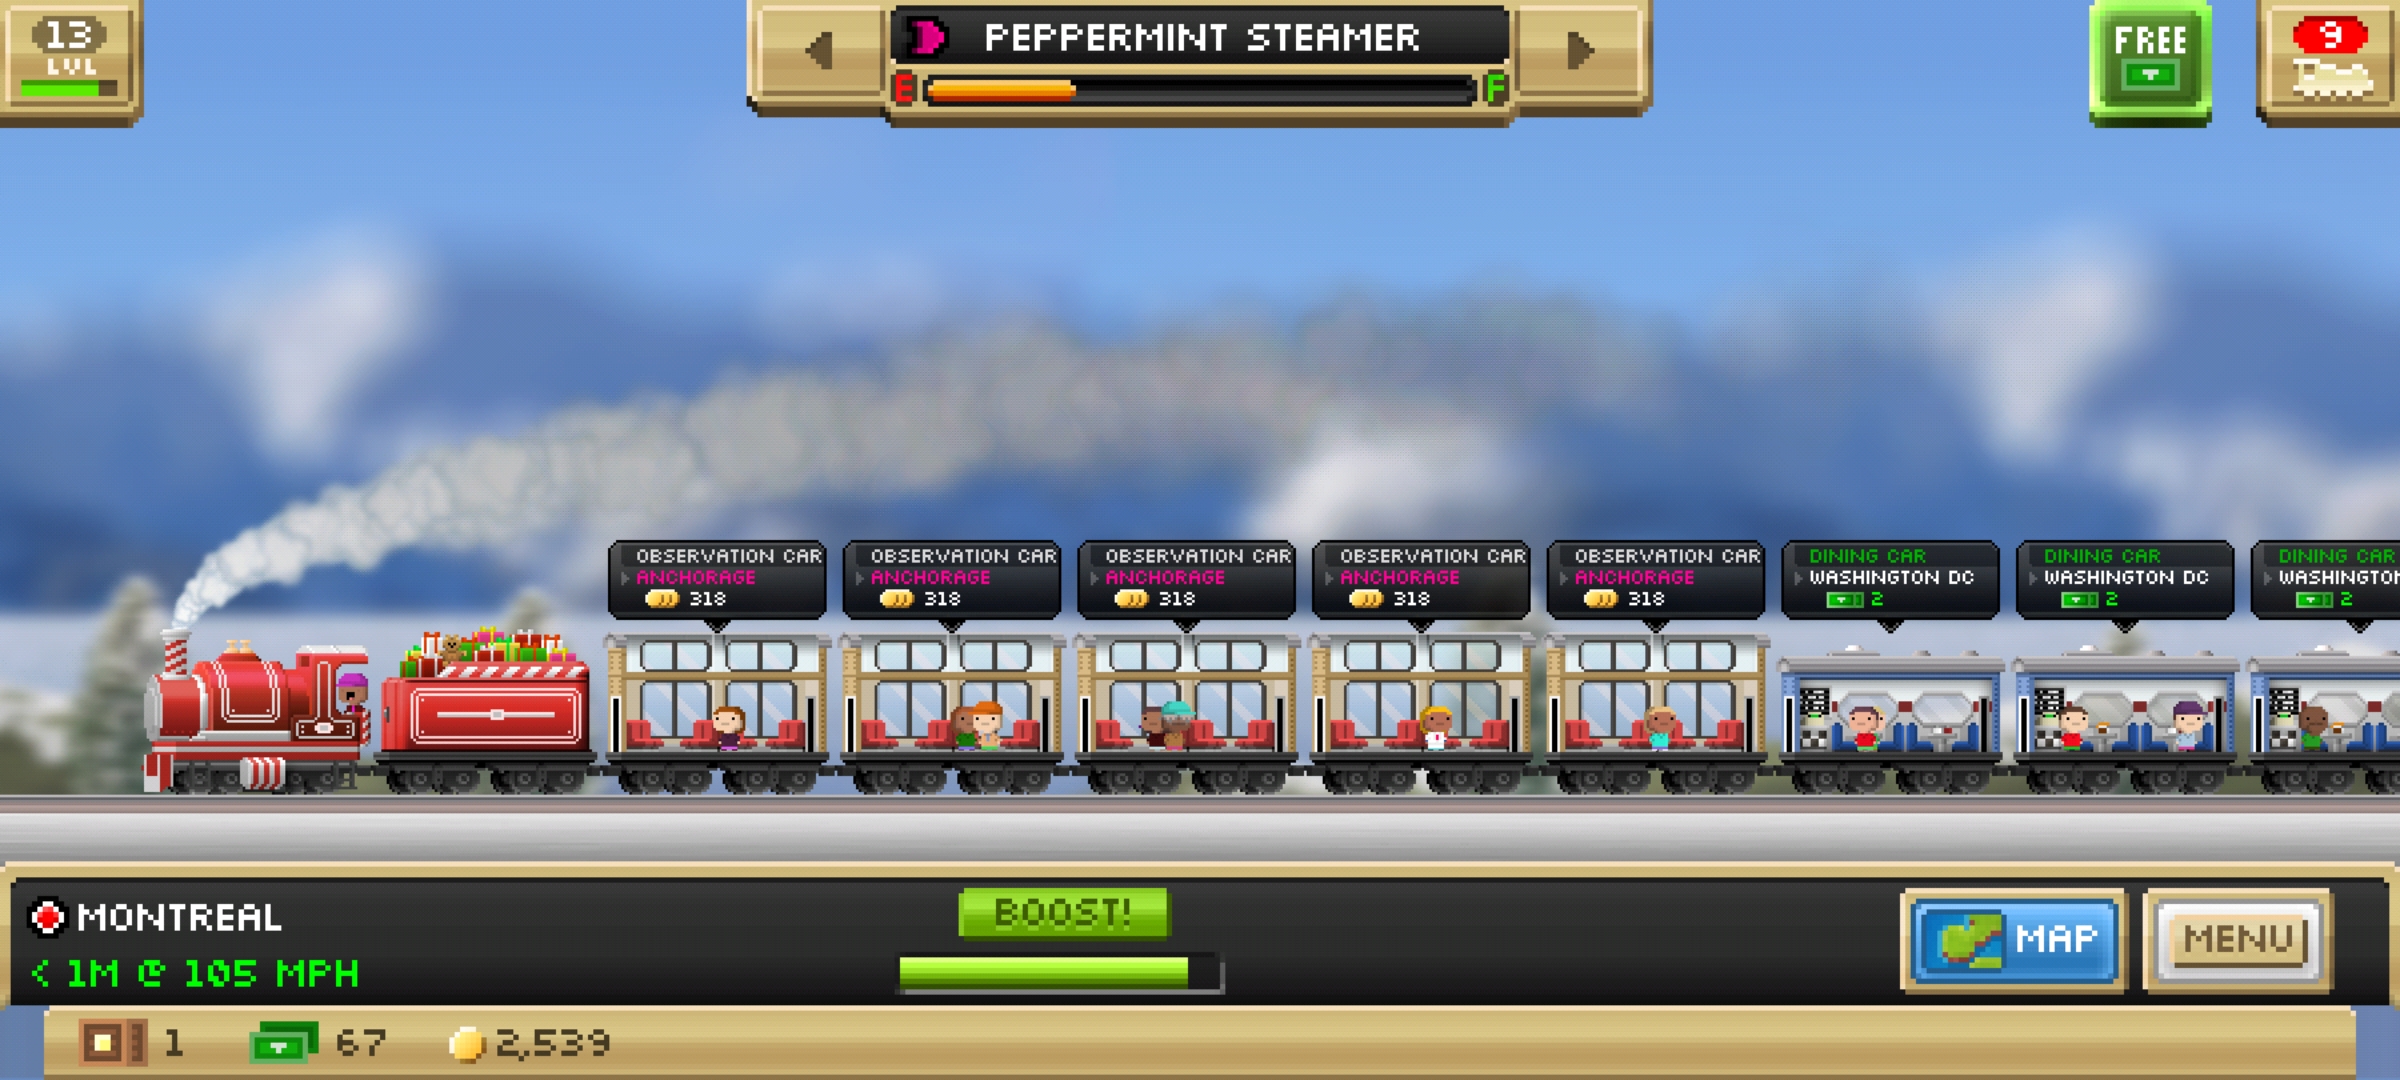 13
LVL
PEPPERMINT STEAMER
E F
FREE
9
OBSERVATION CAR
ANCHORAGE
318
OBSERVATION CAR
ANCHORAGE
318
OBSERVATION CAR
ANCHORAGE
318
OBSERVATION CAR
ANCHORAGE
318
OBSERVATION CAR
ANCHORAGE
318
DINING CAR
WASHINGTON DC
2
DINING CAR
WASHINGTON DC
2
DINING CAR
WASHINGTON
2
MONTREAL
< 1M @ 105 MPH
BOOST!
MAP
MENU
1
67
2,539